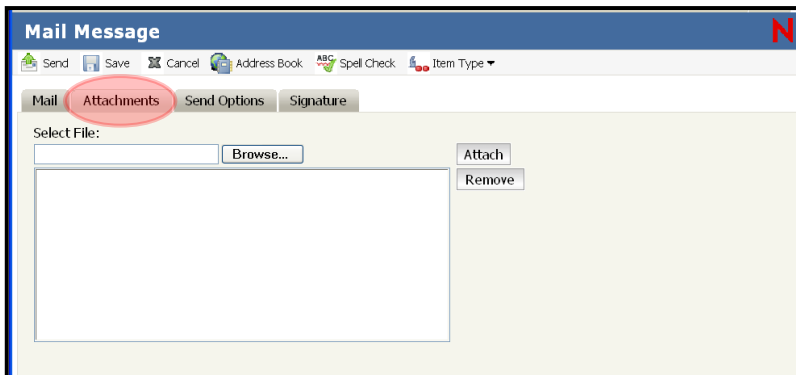 Mail Message N
Send Save Cancel Address Book ABC Spell Check Item Type
Mail Attachments Send Options Signature
Select File:
Browse... Attach
Remove